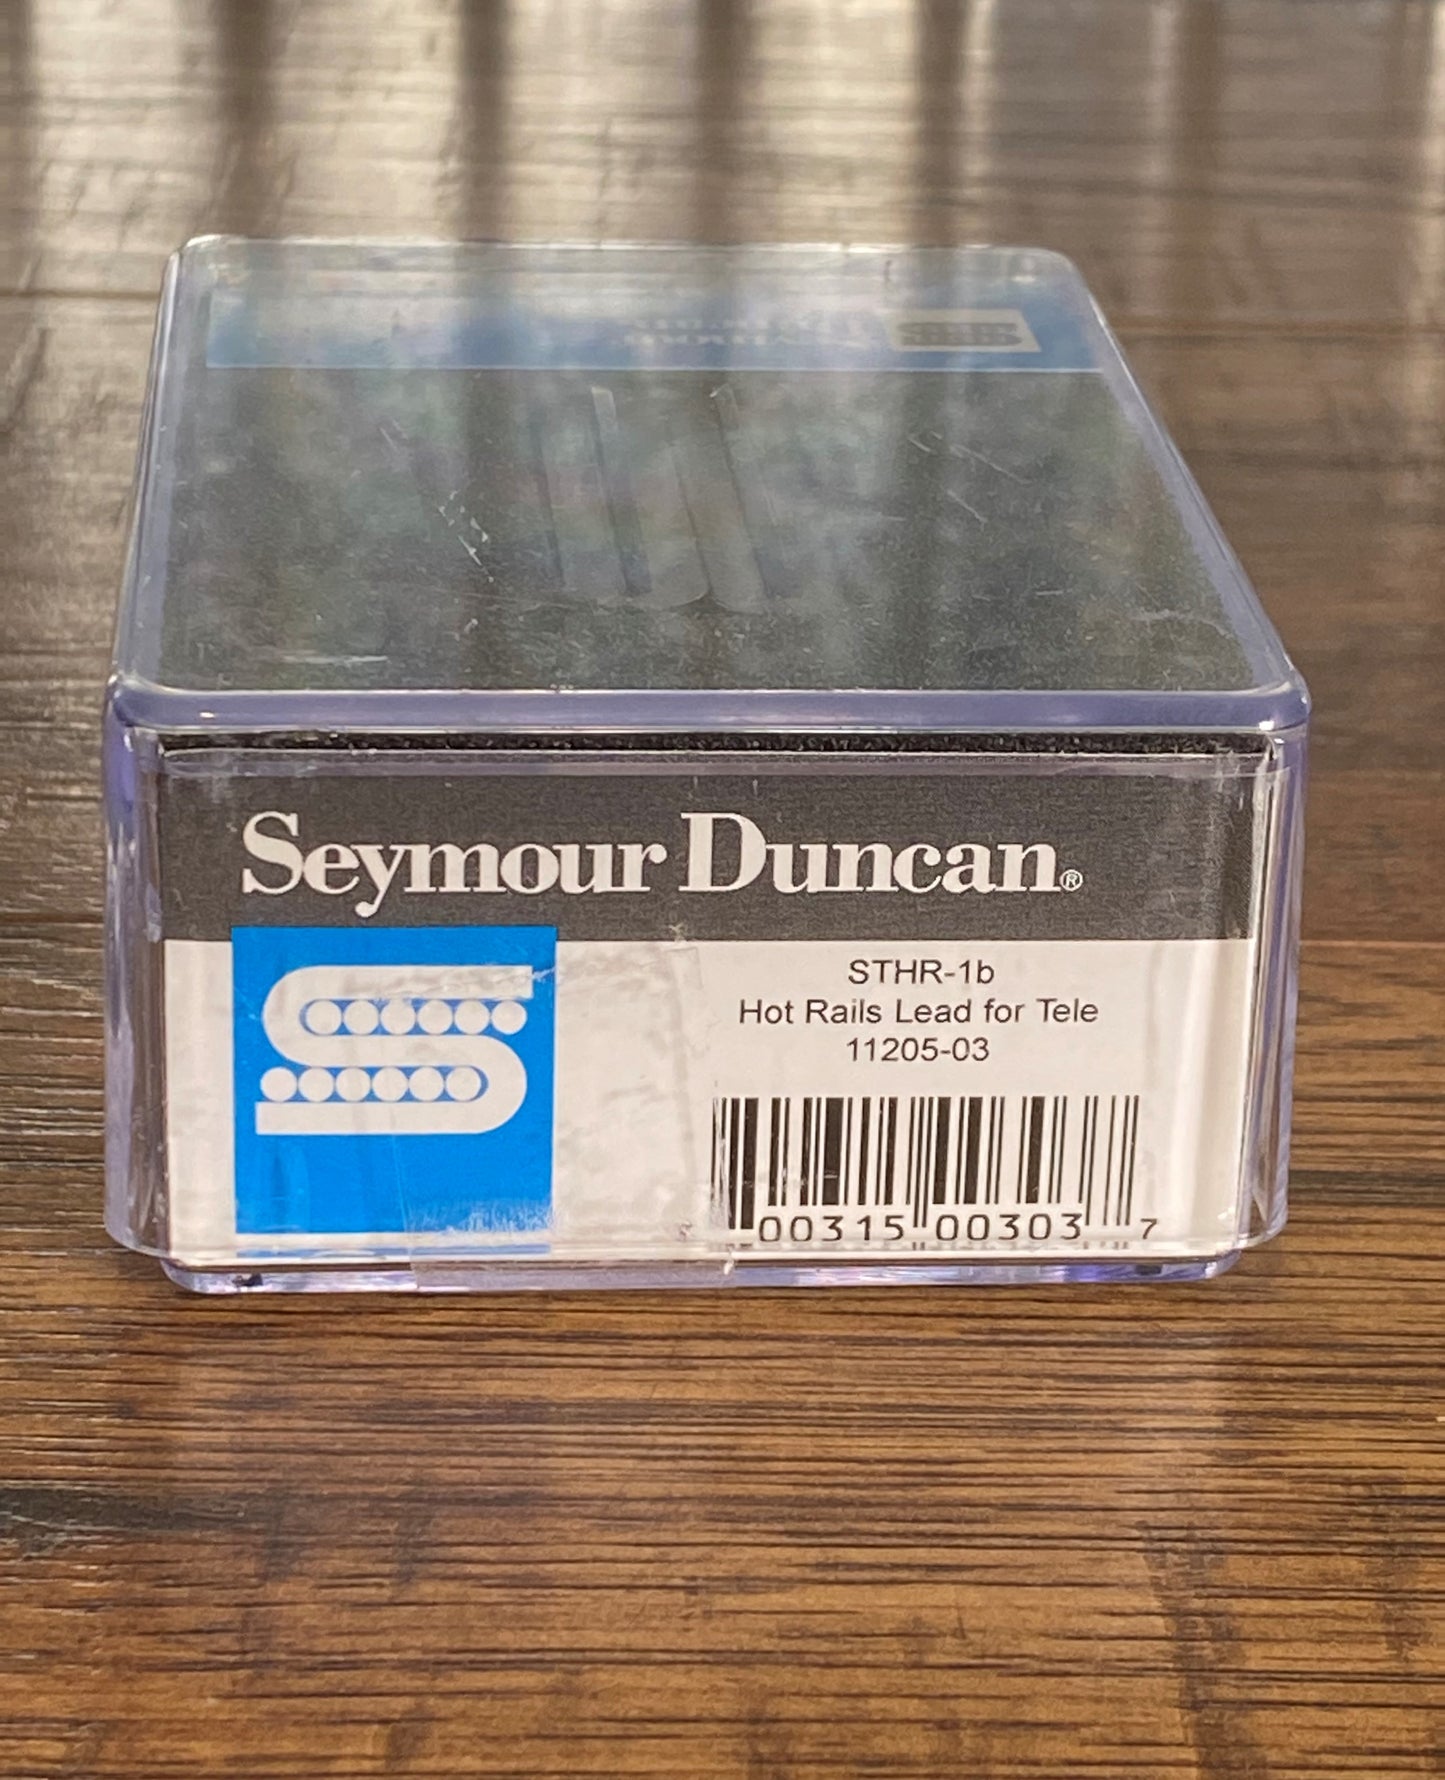 Seymour Duncan®
STHR-1b
Hot Rails Lead for Tele
11205-03
00315 00303 7